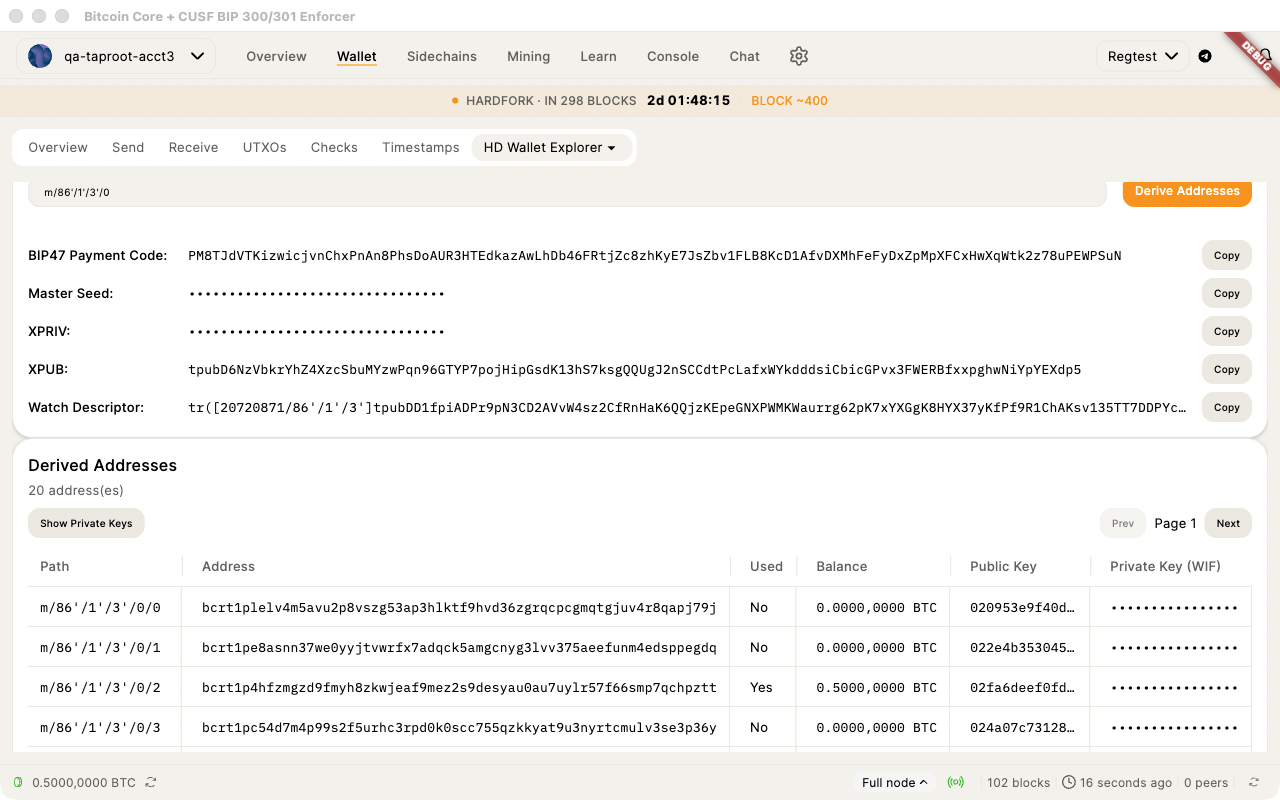 Bitcoin Core + CUSF BIP 300/301 Enforcer
qa-taproot-acct3 Overview Wallet Sidechains Mining Learn Console Chat Regtest DEBUG
HARDFORK · IN 298 BLOCKS 2d 01:48:15 BLOCK ~400
Overview Send Receive UTXOs Checks Timestamps HD Wallet Explorer
m/86'/1'/3'/0 Derive Addresses
BIP47 Payment Code: PM8TJdVTKizwicjvnChxPnAn8PhsDoAUR3HTEdkazAwLhDb46FRtjZc8zhKyE7JsZbv1FLB8KcD1AfvDXMhFeFyDxZpMpXFCxHwXqWtk2z78uPEWPSuN Copy
Master Seed: •••••••••••••••••••••••••••••••• Copy
XPRIV: •••••••••••••••••••••••••••••••• Copy
XPUB: tpubD6NzVbkrYhZ4XzcSbuMYzwPqn96GTYP7pojHipGsdK13hS7ksgQQUgJ2nSCCdtPcLafxWYkdddsiCbicGPvx3FWERBfxxpghwNiYpYEXdp5 Copy
Watch Descriptor: tr([20720871/86'/1'/3']tpubDD1fpiADPr9pN3CD2AVvW4sz2CfRnHaK6QQjzKEpeGNXPWMKWaurrg62pK7xYXGgK8HYX37yKfPf9R1ChAKsv135TT7DDPYc… Copy
Derived Addresses
20 address(es)
Show Private Keys Prev Page 1 Next
Path Address Used Balance Public Key Private Key (WIF)
m/86'/1'/3'/0/0 bcrt1plelv4m5avu2p8vszg53ap3hlktf9hvd36zgrqcpcgmqtgjuv4r8qapj79j No 0.0000,0000 BTC 020953e9f40d… ••••••••••••••••
m/86'/1'/3'/0/1 bcrt1pe8asnn37we0yyjtvwrfx7adqck5amgcnyg3lvv375aeefunm4edsppegdq No 0.0000,0000 BTC 022e4b353045… ••••••••••••••••
m/86'/1'/3'/0/2 bcrt1p4hfzmgzd9fmyh8zkwjeaf9mez2s9desyau0au7uylr57f66smp7qchpztt Yes 0.5000,0000 BTC 02fa6deef0fd… ••••••••••••••••
m/86'/1'/3'/0/3 bcrt1pc54d7m4p99s2f5urhc3rpd0k0scc755qzkkyat9u3nyrtcmulv3se3p36y No 0.0000,0000 BTC 024a07c73128… ••••••••••••••••
0.5000,0000 BTC Full node 102 blocks 16 seconds ago 0 peers